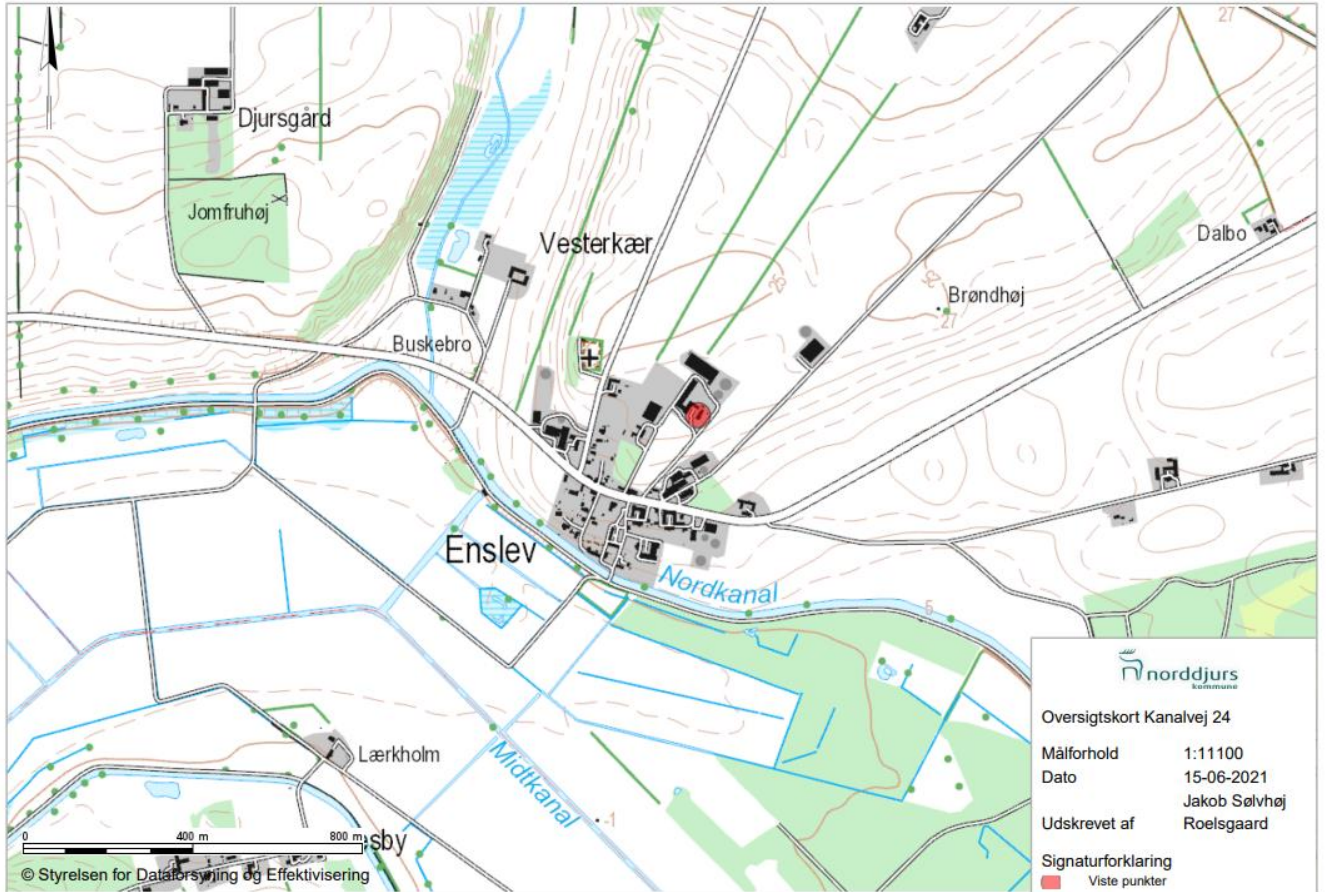 27
Djursgård
Jomfruhøj
Vesterkær
Dalbo
Brøndhøj
27
Buskebro
Enslev
Nordkanal
5
Lærkholm
Midtkanal
-1
esby
0 400 m 800 m
© Styrelsen for Dataforsyning og Effektivisering
norddjurs
kommune
Oversigtskort Kanalvej 24
Målforhold 1:11100
Dato 15-06-2021
Jakob Sølvhøj
Udskrevet af Roelsgaard
Signaturforklaring
Viste punkter